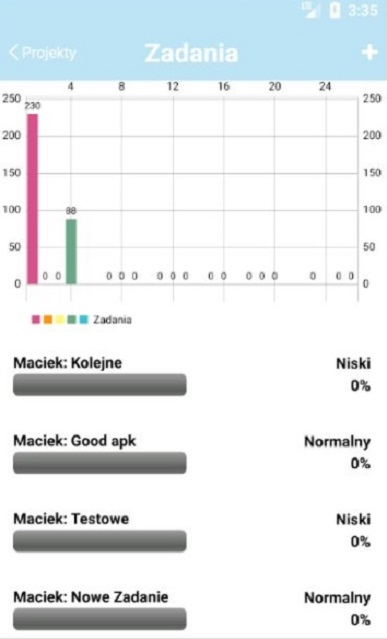 LTE 3:35
Projekty Zadania +
4 8 12 16 20 24
250 250
230
200 200
150 150
100 100
88
50 50
0 0 0 0 0 0 0 0 0 0 0 0 0 0 0 0 0 0 0
Zadania
Maciek: Kolejne Niski
0%
Maciek: Good apk Normalny
0%
Maciek: Testowe Niski
0%
Maciek: Nowe Zadanie Normalny
0%